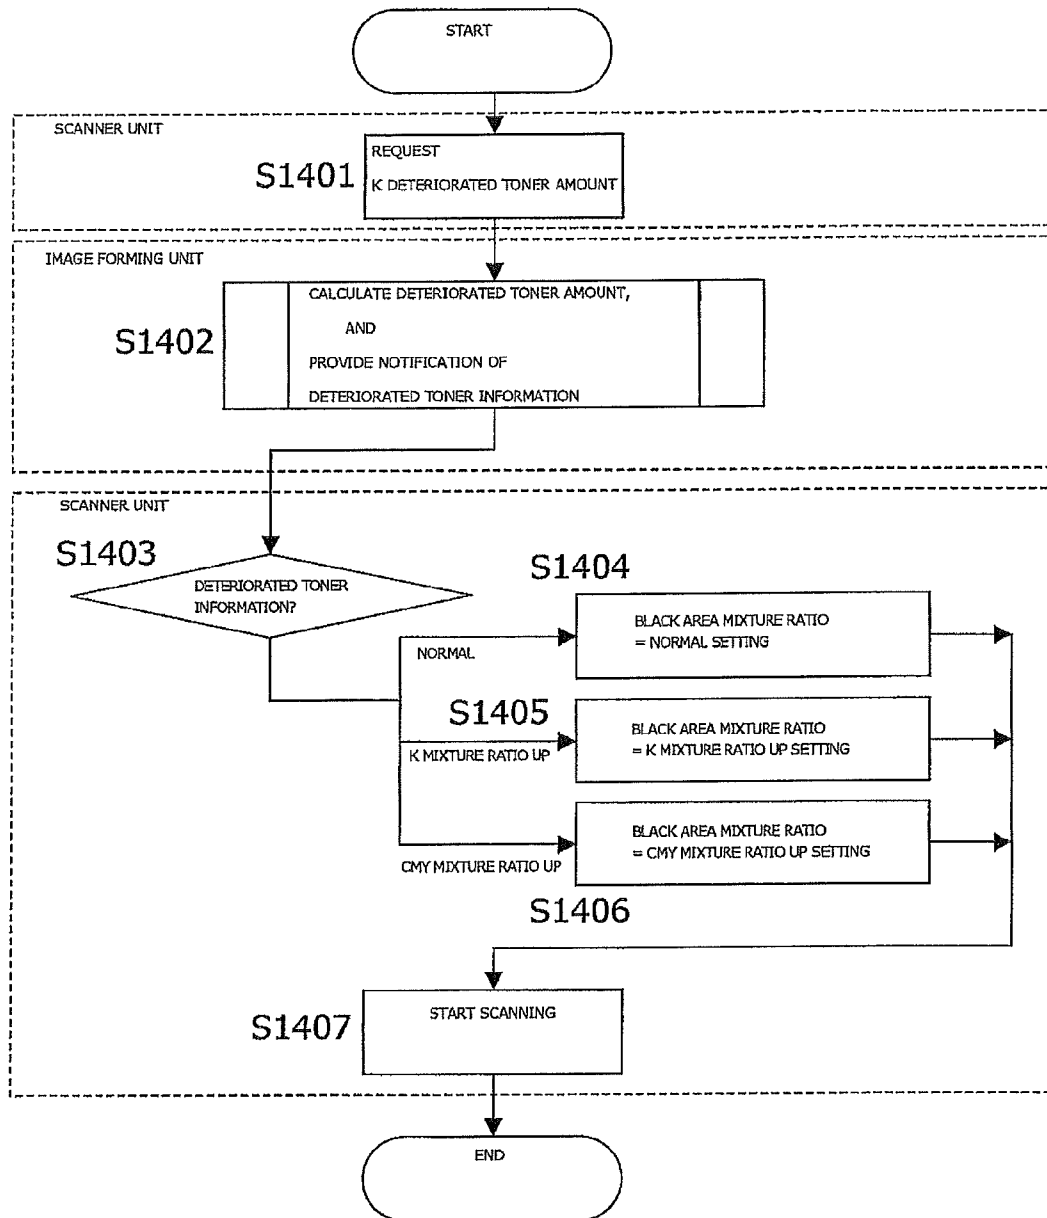 START
SCANNER UNIT
REQUEST
S1401
K DETERIORATED TONER AMOUNT
IMAGE FORMING UNIT
CALCULATE DETERIORATED TONER AMOUNT,
AND
S1402
PROVIDE NOTIFICATION OF
DETERIORATED TONER INFORMATION
SCANNER UNIT
S1403
DETERIORATED TONER
INFORMATION?
S1404
BLACK AREA MIXTURE RATIO
= NORMAL SETTING
NORMAL
S1405
BLACK AREA MIXTURE RATIO
= K MIXTURE RATIO UP SETTING
K MIXTURE RATIO UP
BLACK AREA MIXTURE RATIO
= CMY MIXTURE RATIO UP SETTING
CMY MIXTURE RATIO UP
S1406
START SCANNING
S1407
END